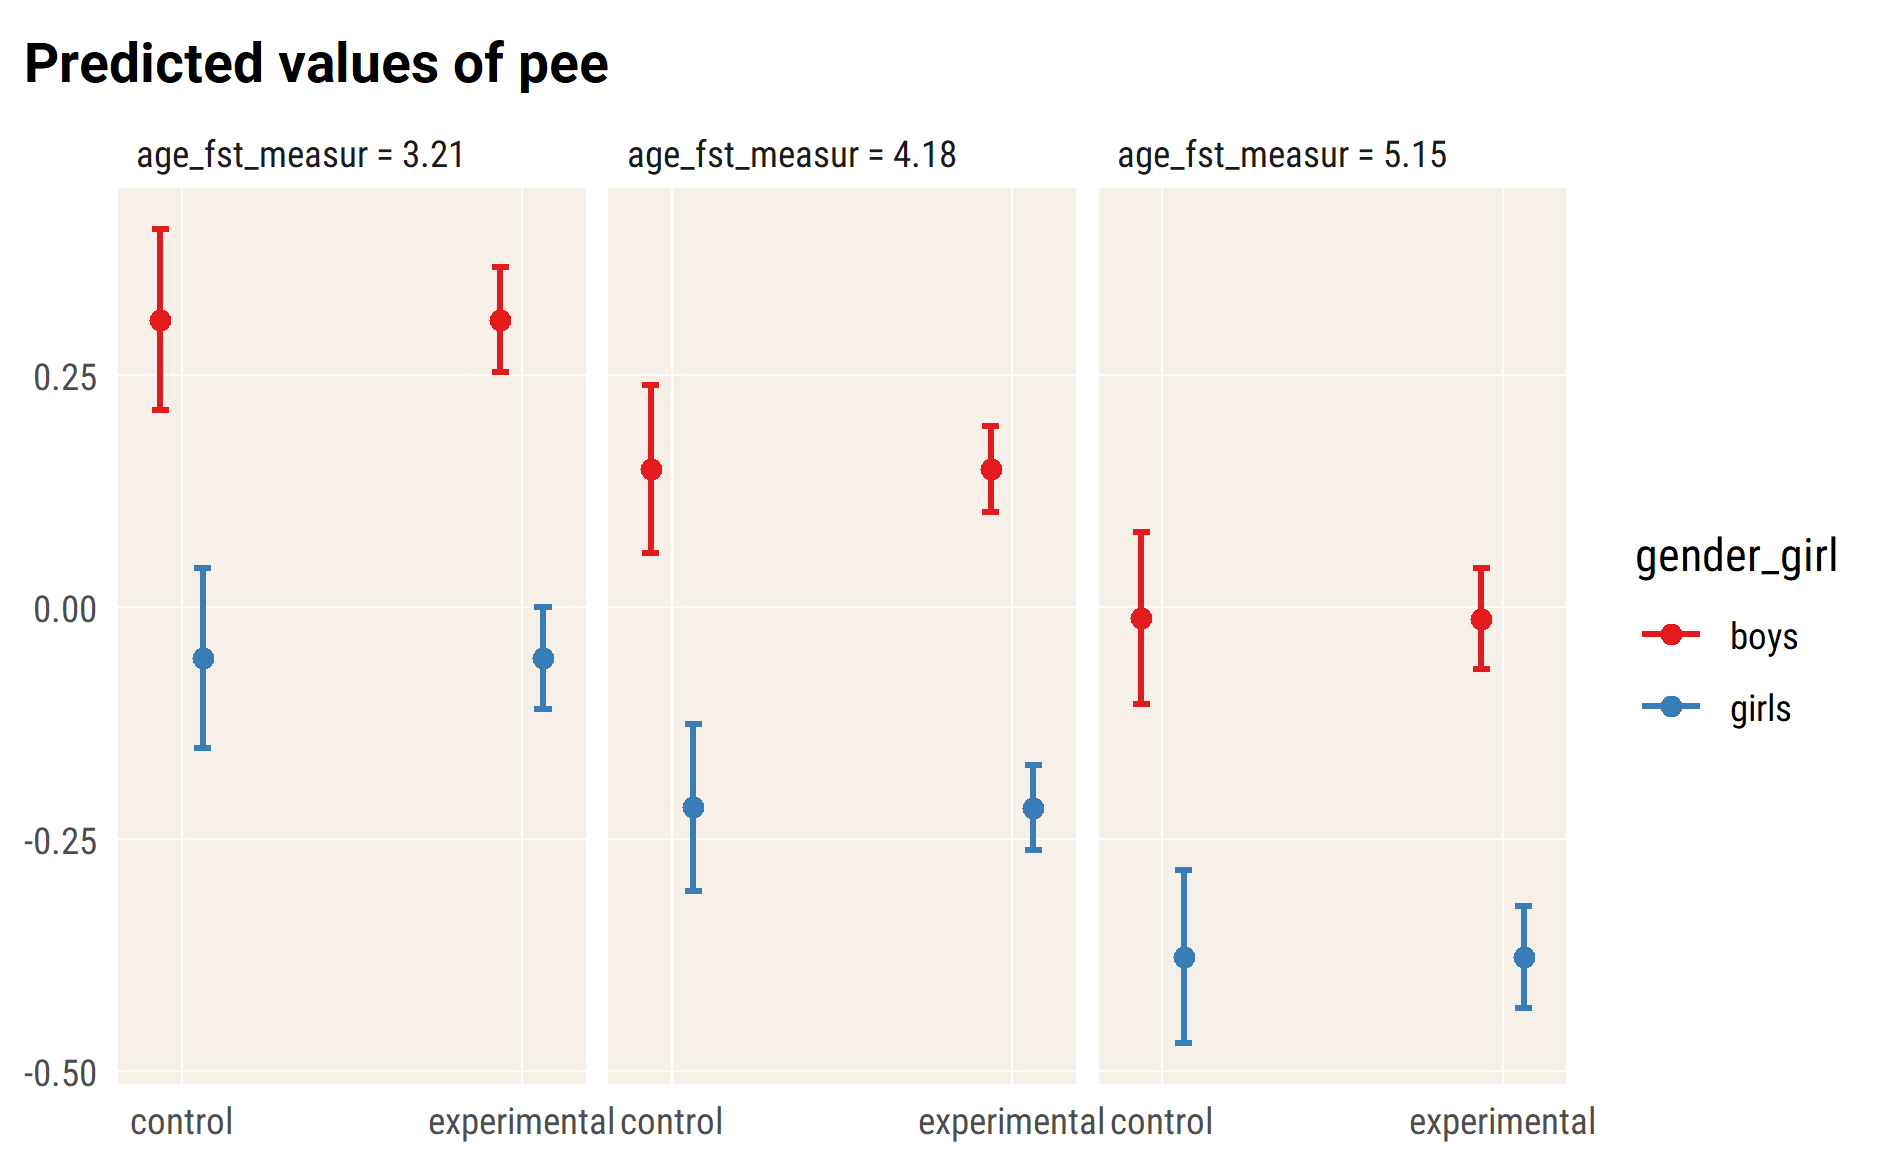 Predicted values of pee
age_fst_measur = 3.21
age_fst_measur = 4.18
age_fst_measur = 5.15
0.25
0.00
-0.25
-0.50
control
experimental
control
experimental
control
experimental
gender_girl
boys
girls